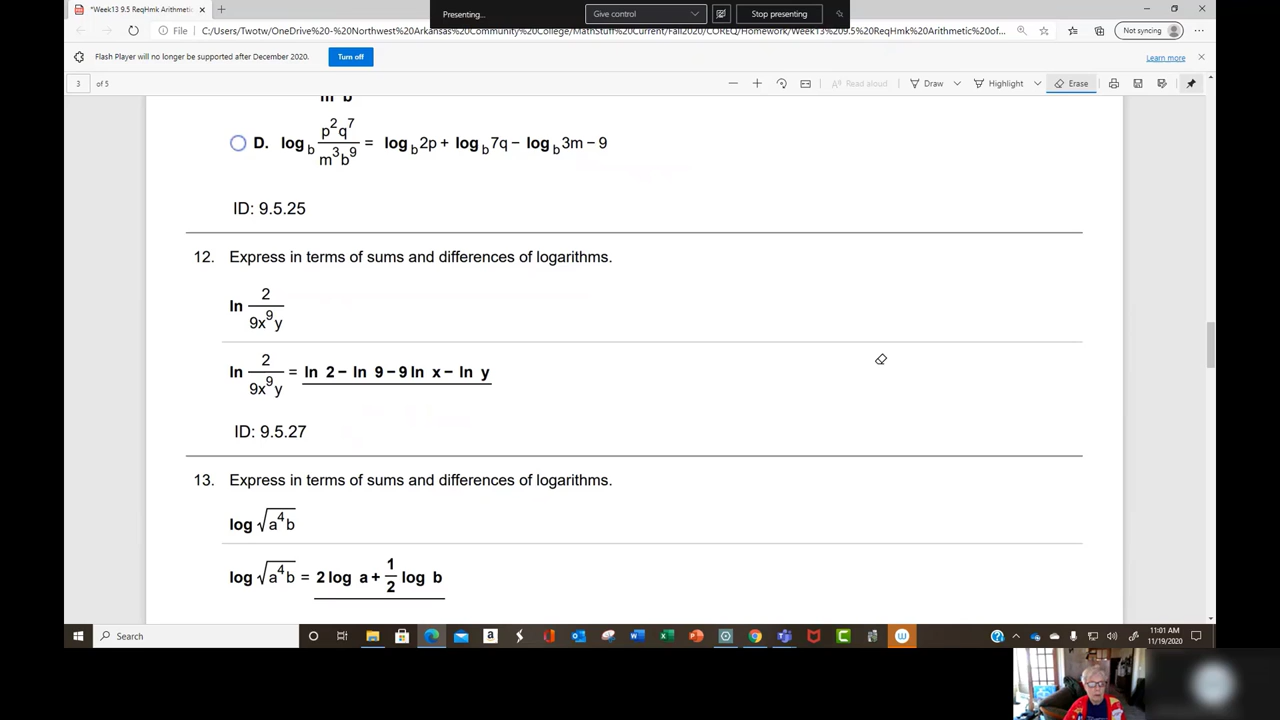 *Week13 9.5 ReqHmk Arithmetic
Presenting...
Give control
Stop presenting
File
C:/Users/Twotw/OneDrive%20-%20Northwest%20Arkansas%20Community%20College/MathStuff%20Current/Fall2020/COREQ/Homework/Week13%209.5%20ReqHmk%20Arithmetic%20of...
Not syncing
Flash Player will no longer be supported after December 2020.
Turn off
Learn more
3 of 5
Read aloud
Draw
Highlight
Erase
m b
D. log_b p^2q^7/m^3b^9 = log_b 2p + log_b 7q − log_b 3m − 9
ID: 9.5.25
12. Express in terms of sums and differences of logarithms.
ln 2/9x^9y
ln 2/9x^9y = ln 2 − ln 9 − 9 ln x − ln y
ID: 9.5.27
13. Express in terms of sums and differences of logarithms.
log √a^4b
log √a^4b = 2 log a + 1/2 log b
Search
11:01 AM
11/19/2020